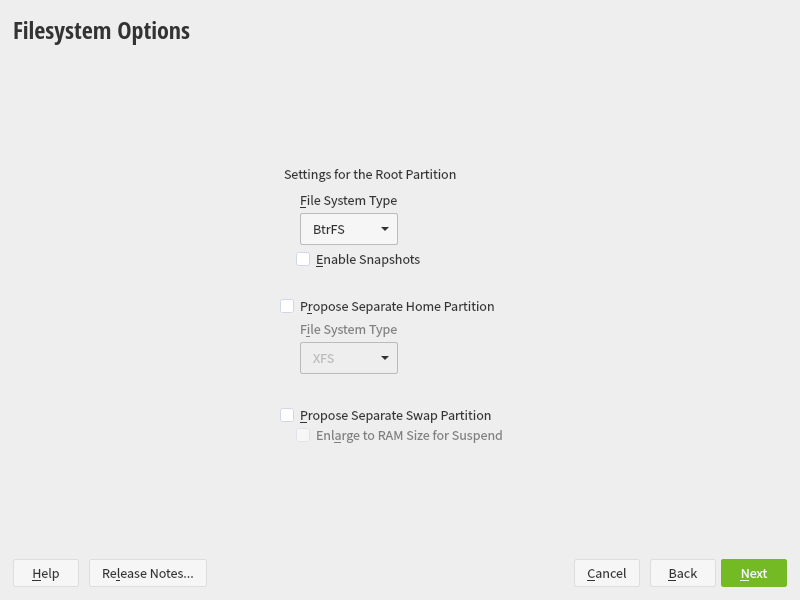 Filesystem Options
Settings for the Root Partition
File System Type
BtrFS
Enable Snapshots
Propose Separate Home Partition
File System Type
XFS
Propose Separate Swap Partition
Enlarge to RAM Size for Suspend
Help Release Notes... Cancel Back Next